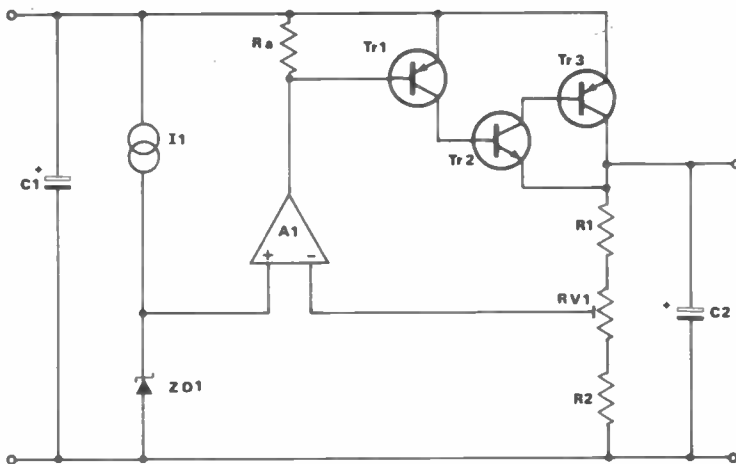 Ra
Tr1
Tr3
I1
C1
+
Tr2
A1
+ -
R1
RV1
+
C2
ZD1
R2